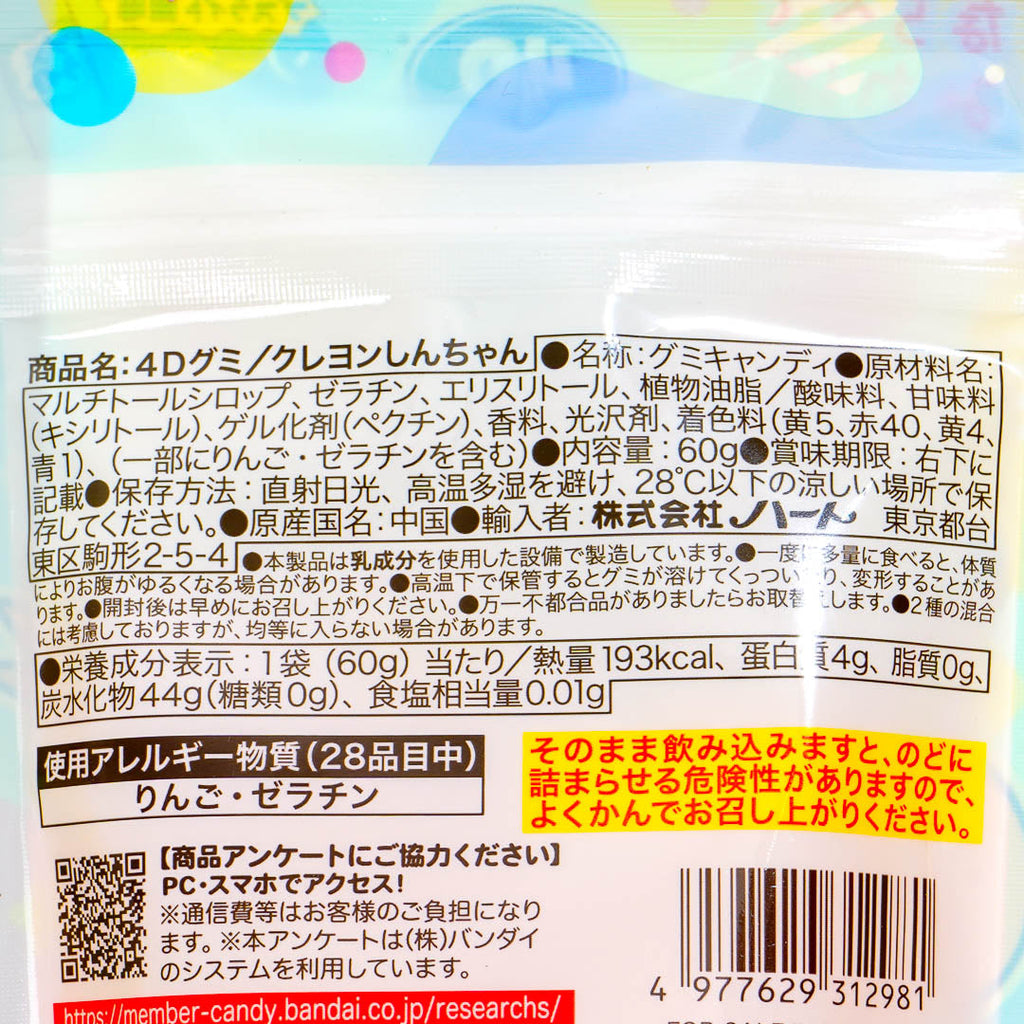 商品名：４Ｄグミ／クレヨンしんちゃん ●名称：グミキャンディ●原材料名：
マルチトールシロップ、ゼラチン、エリスリトール、植物油脂／酸味料、甘味料
(キシリトール)、ゲル化剤(ペクチン)、香料、光沢剤、着色料(黄５、赤40、黄4、
青1)、(一部にりんご・ゼラチンを含む)●内容量：60g●賞味期限：右下に
記載●保存方法：直射日光、高温多湿を避け、28℃以下の涼しい場所で保
存してください。●原産国名：中国●輸入者：株式会社ハート 東京都台
東区駒形2-5-4 ●本製品は乳成分を使用した設備で製造しています。●一度に多量に食べると、体質
によりお腹がゆるくなる場合があります。●高温下で保管するとグミが溶けてくっついたり、変形することがあ
ります。●開封後は早めにお召し上がりください。●万一不都合品がありましたらお取替えします。●2種の混合
には考慮しておりますが、均等に入らない場合があります。
●栄養成分表示：1袋 (60g) 当たり／熱量193kcal、蛋白質4g、脂質0g、
炭水化物44g(糖類0g)、食塩相当量0.01g
使用アレルギー物質(28品目中)
りんご・ゼラチン
そのまま飲み込みますと、のどに
詰まらせる危険性がありますので、
よくかんでお召し上がりください。
【商品アンケートにご協力ください】
PC・スマホでアクセス！
※通信費等はお客様のご負担になり
ます。※本アンケートは(株)バンダイ
のシステムを利用しています。
https://member-candy.bandai.co.jp/researchs/
4 977629 312981